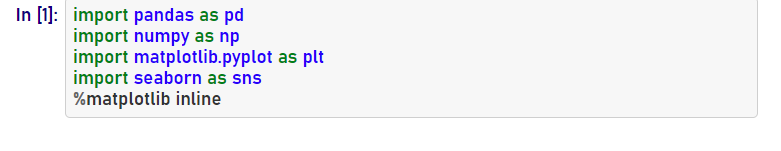 In [1]: import pandas as pd
import numpy as np
import matplotlib.pyplot as plt
import seaborn as sns
%matplotlib inline